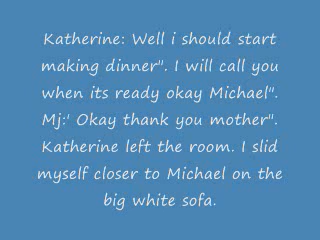 Katherine: Well i should start
making dinner". I will call you
when its ready okay Michael".
Mj:' Okay thank you mother".
Katherine left the room. I slid
myself closer to Michael on the
big white sofa.